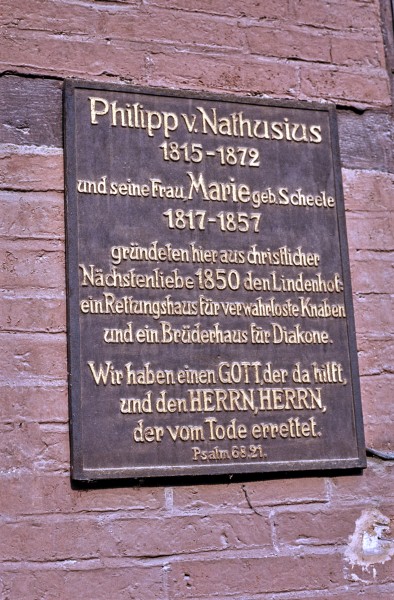 Philipp v. Nathusius
1815-1872
und seine Frau, Marie geb. Scheele
1817-1857
gründeten hier aus christlicher
Nächstenliebe 1850 den Lindenhof-
ein Rettungshaus für verwahrloste Knaben
und ein Brüderhaus für Diakone.
Wir haben einen GOTT, der da hilft,
und den HERRN, HERRN,
der vom Tode errettet.
Psalm. 68.21.